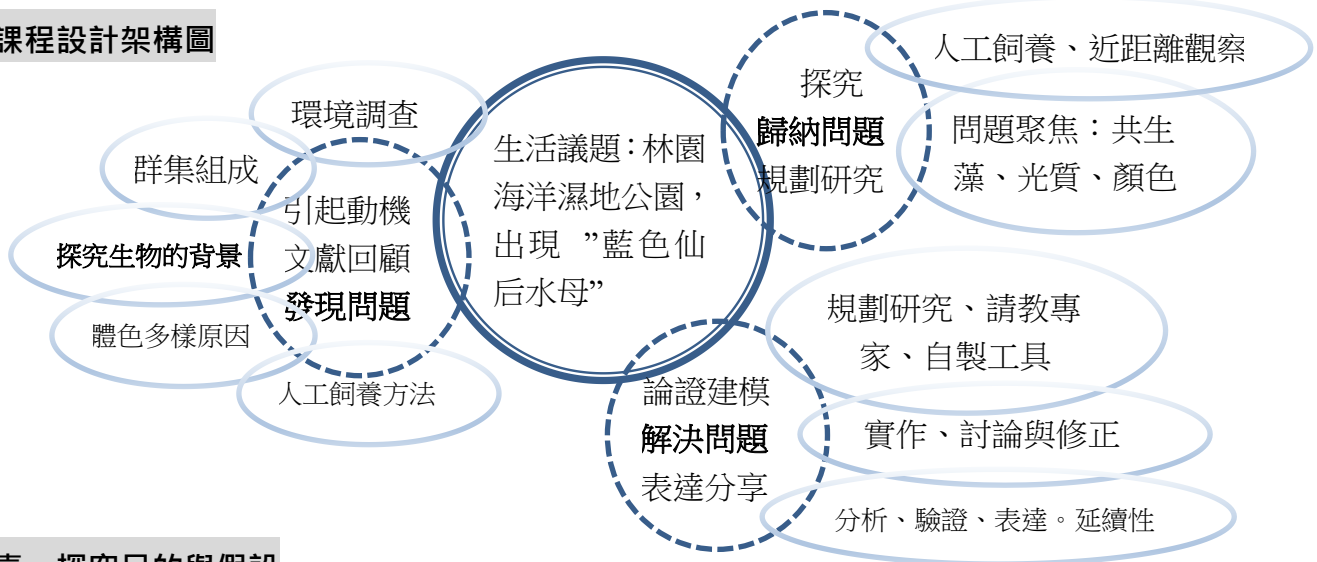 課程設計架構圖
環境調查
群集組成
探究生物的背景
體色多樣原因
人工飼養方法
引起動機
文獻回顧
發現問題
生活議題：林園
海洋濕地公園，
出現 ”藍色仙
后水母”
探究
歸納問題
規劃研究
人工飼養、近距離觀察
問題聚焦：共生
藻、光質、顏色
論證建模
解決問題
表達分享
規劃研究、請教專
家、自製工具
實作、討論與修正
分析、驗證、表達。延續性
探究目的與假設